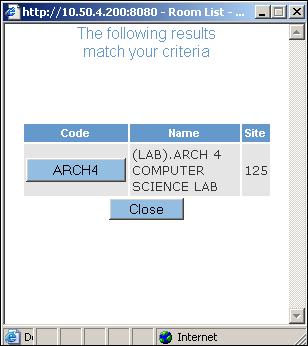 http://10.50.4.200:8080 - Room List - ...
The following results
match your criteria
Code Name Site
ARCH4 (LAB).ARCH 4 COMPUTER SCIENCE LAB 125
Close
Internet